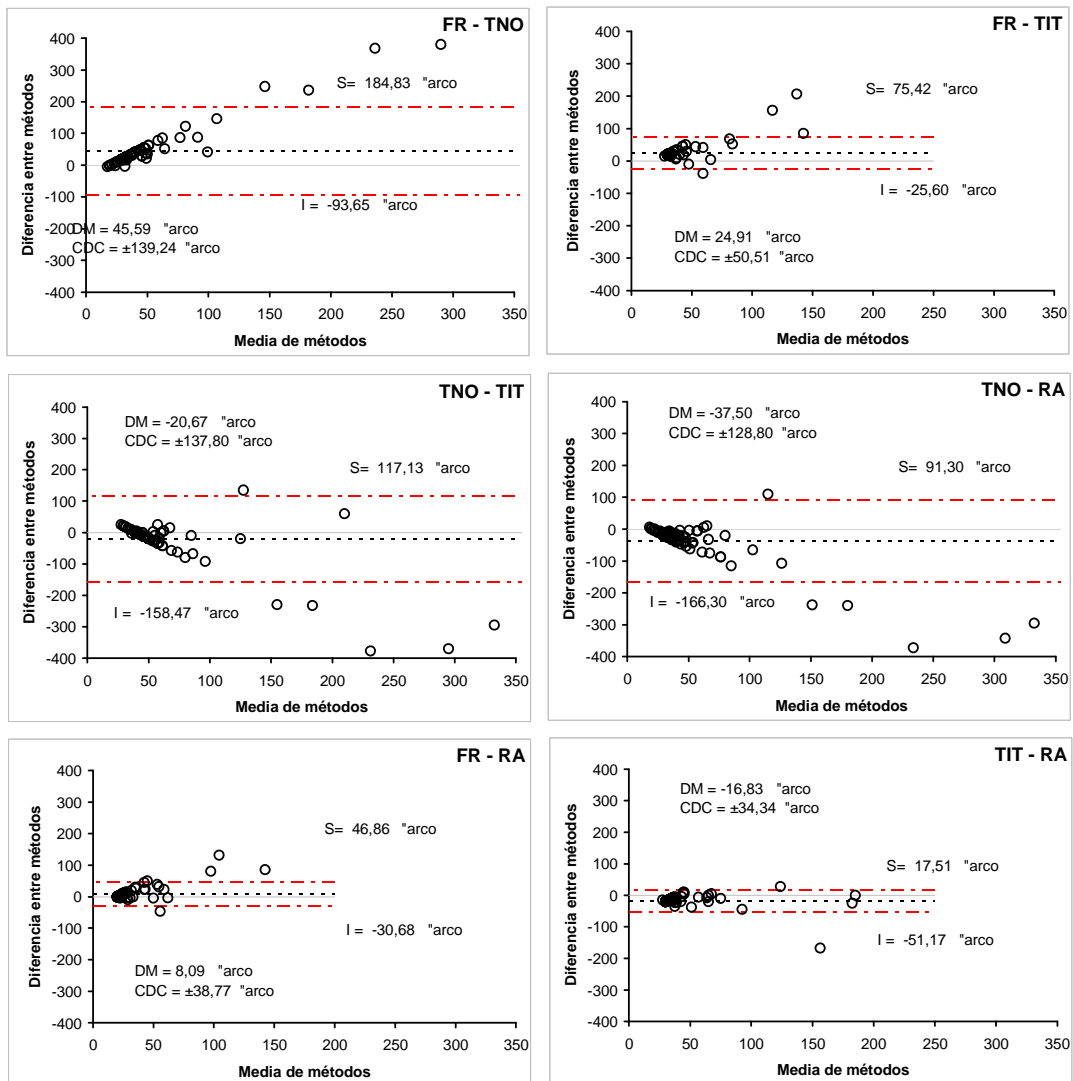 FR - TNO
400
300
200
100
0
-100
-200
-300
-400
Diferencia entre métodos
S= 184,83 "arco
I = -93,65 "arco
DM = 45,59 "arco
CDC = ±139,24 "arco
0 50 100 150 200 250 300 350
Media de métodos
FR - TIT
400
300
200
100
0
-100
-200
-300
-400
Diferencia entre métodos
S= 75,42 "arco
I = -25,60 "arco
DM = 24,91 "arco
CDC = ±50,51 "arco
0 50 100 150 200 250 300 350
Media de métodos
TNO - TIT
400
300
200
100
0
-100
-200
-300
-400
Diferencia entre métodos
DM = -20,67 "arco
CDC = ±137,80 "arco
S= 117,13 "arco
I = -158,47 "arco
0 50 100 150 200 250 300 350
Media de métodos
TNO - RA
400
300
200
100
0
-100
-200
-300
-400
Diferencia entre métodos
DM = -37,50 "arco
CDC = ±128,80 "arco
S= 91,30 "arco
I = -166,30 "arco
0 50 100 150 200 250 300 350
Media de métodos
FR - RA
400
300
200
100
0
-100
-200
-300
-400
Diferencia entre métodos
S= 46,86 "arco
I = -30,68 "arco
DM = 8,09 "arco
CDC = ±38,77 "arco
0 50 100 150 200 250 300 350
Media de métodos
TIT - RA
400
300
200
100
0
-100
-200
-300
-400
Diferencia entre métodos
DM = -16,83 "arco
CDC = ±34,34 "arco
S= 17,51 "arco
I = -51,17 "arco
0 50 100 150 200 250 300 350
Media de métodos